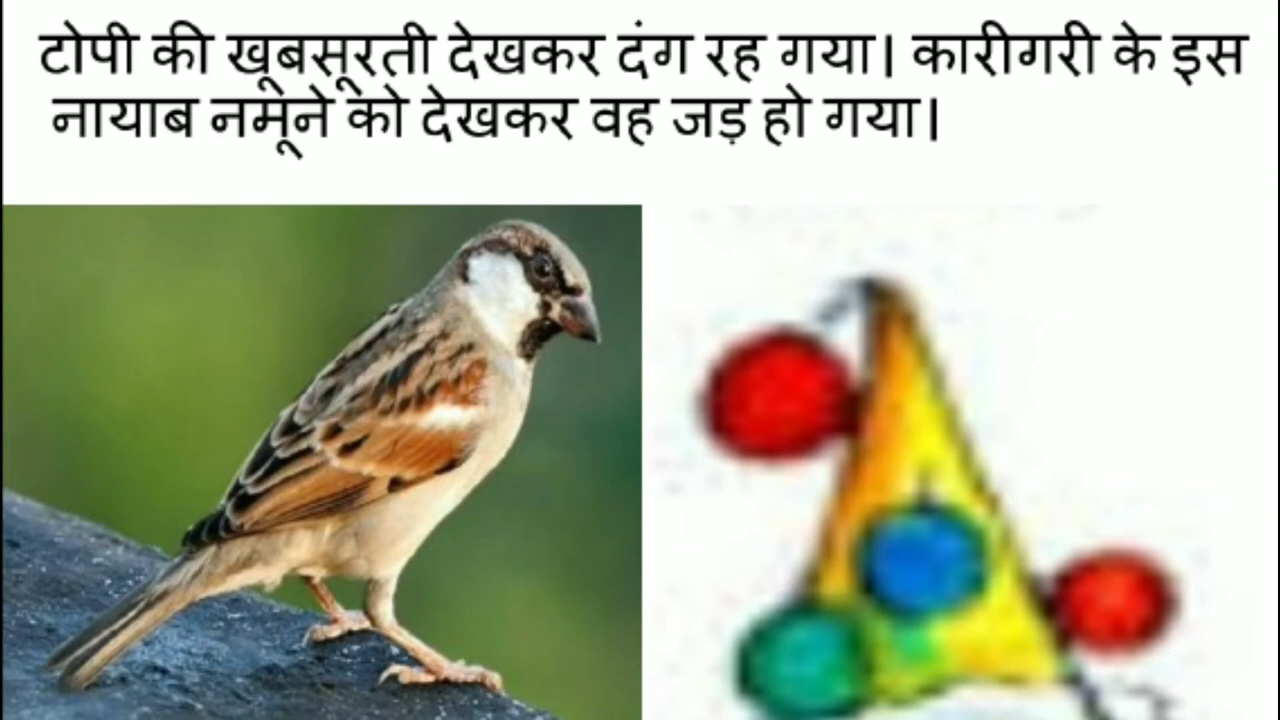 टोपी की खूबसूरती देखकर दंग रह गया। कारीगरी के इस
नायाब नमूने को देखकर वह जड़ हो गया।